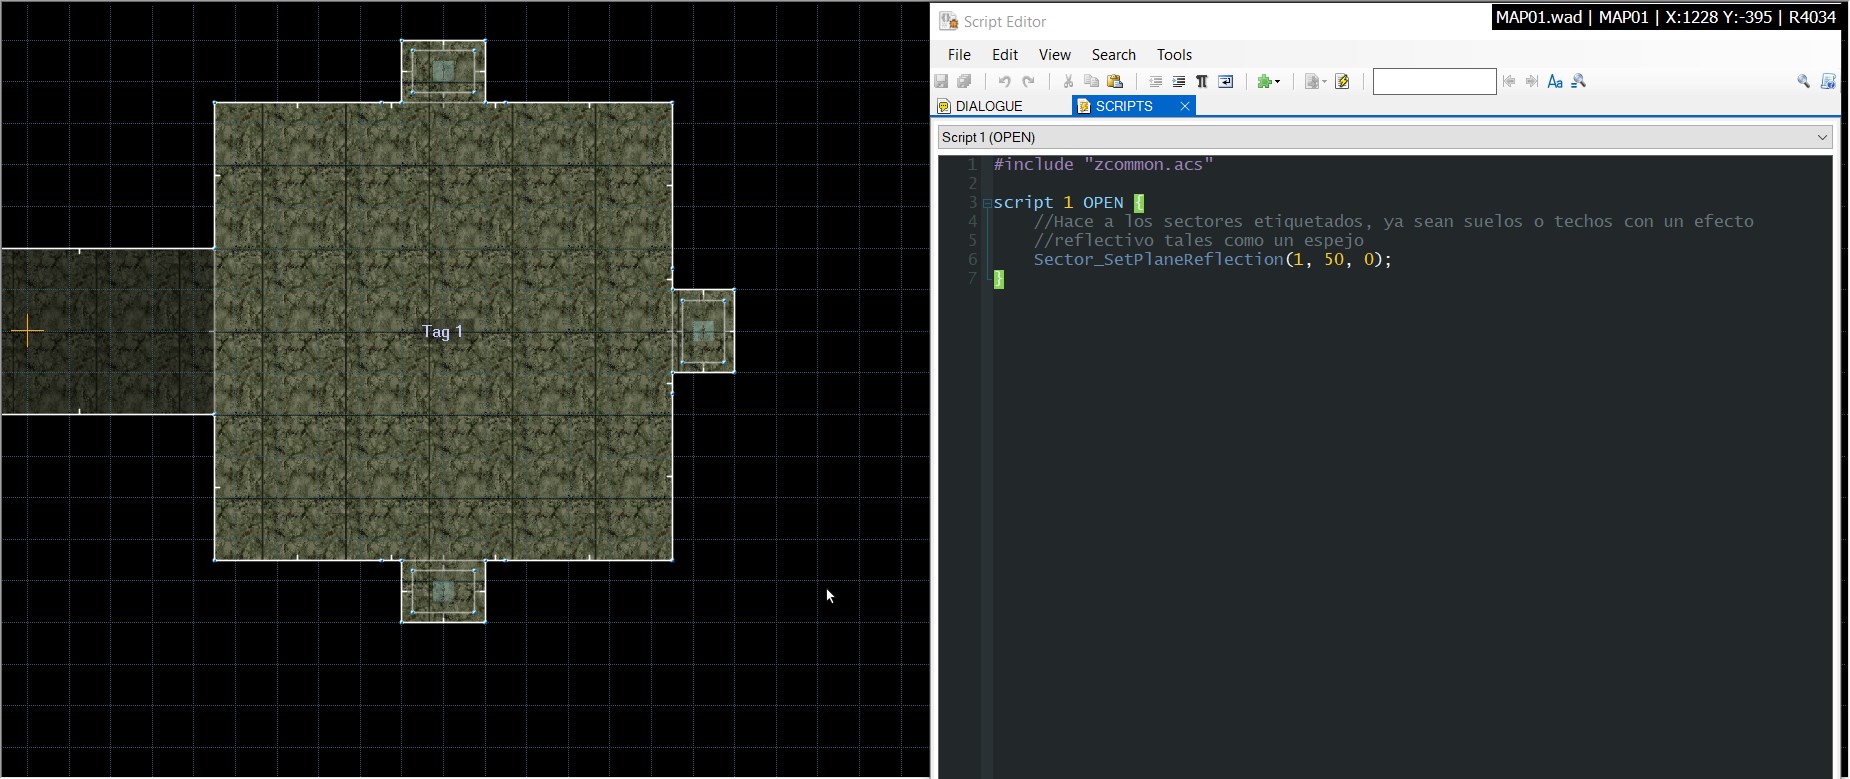 MAP01.wad | MAP01 | X:1228 Y:-395 | R4034
Script Editor
File Edit View Search Tools
DIALOGUE SCRIPTS
Script 1 (OPEN)
1 #include "zcommon.acs"
2
3 script 1 OPEN {
4 //Hace a los sectores etiquetados, ya sean suelos o techos con un efecto
5 //reflectivo tales como un espejo
6 Sector_SetPlaneReflection(1, 50, 0);
7 }
Tag 1